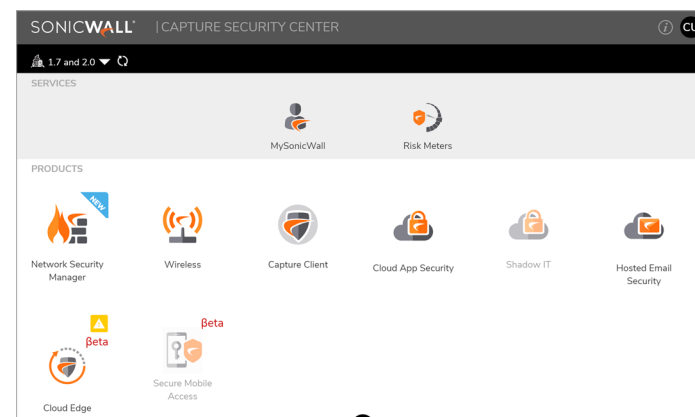 SONICWALL | CAPTURE SECURITY CENTER
1.7 and 2.0
SERVICES
MySonicWall
Risk Meters
PRODUCTS
NEW
Network Security
Manager
Wireless
Capture Client
Cloud App Security
Shadow IT
Hosted Email
Security
βeta
Cloud Edge
βeta
Secure Mobile
Access